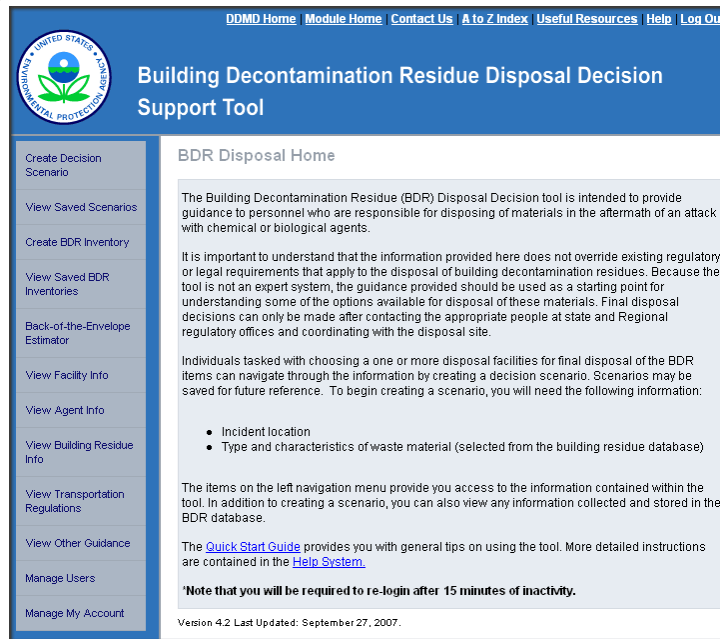 DDMD Home | Module Home | Contact Us | A to Z Index | Useful Resources | Help | Log Ou
UNITED STATES
ENVIRONMENTAL PROTECTION AGENCY
Building Decontamination Residue Disposal Decision
Support Tool
Create Decision
Scenario
View Saved Scenarios
Create BDR Inventory
View Saved BDR
Inventories
Back-of-the-Envelope
Estimator
View Facility Info
View Agent Info
View Building Residue
Info
View Transportation
Regulations
View Other Guidance
Manage Users
Manage My Account
BDR Disposal Home
The Building Decontamination Residue (BDR) Disposal Decision tool is intended to provide
guidance to personnel who are responsible for disposing of materials in the aftermath of an attack
with chemical or biological agents.
It is important to understand that the information provided here does not override existing regulatory
or legal requirements that apply to the disposal of building decontamination residues. Because the
tool is not an expert system, the guidance provided should be used as a starting point for
understanding some of the options available for disposal of these materials. Final disposal
decisions can only be made after contacting the appropriate people at state and Regional
regulatory offices and coordinating with the disposal site.
Individuals tasked with choosing a one or more disposal facilities for final disposal of the BDR
items can navigate through the information by creating a decision scenario. Scenarios may be
saved for future reference. To begin creating a scenario, you will need the following information:
• Incident location
• Type and characteristics of waste material (selected from the building residue database)
The items on the left navigation menu provide you access to the information contained within the
tool. In addition to creating a scenario, you can also view any information collected and stored in the
BDR database.
The Quick Start Guide provides you with general tips on using the tool. More detailed instructions
are contained in the Help System.
*Note that you will be required to re-login after 15 minutes of inactivity.
Version 4.2 Last Updated: September 27, 2007.